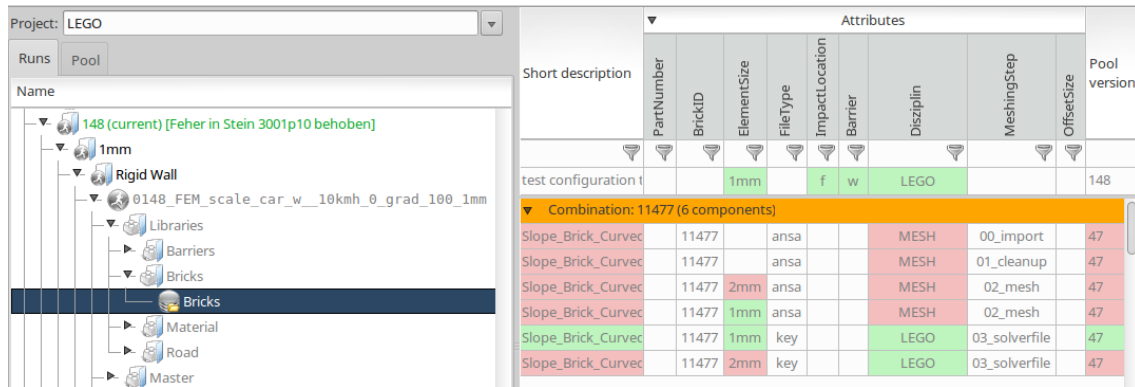 Project: LEGO
Runs Pool
Name
148 (current) [Feher in Stein 3001p10 behoben]
1mm
Rigid Wall
0148_FEM_scale_car_w__10kmh_0_grad_100_1mm
Libraries
Barriers
Bricks
Bricks
Material
Road
Master
Attributes
Short description PartNumber BrickID ElementSize FileType ImpactLocation Barrier Disziplin MeshingStep OffsetSize Pool version
test configuration t 1mm f w LEGO 148
Combination: 11477 (6 components)
Slope_Brick_Curvec 11477 ansa MESH 00_import 47
Slope_Brick_Curvec 11477 ansa MESH 01_cleanup 47
Slope_Brick_Curvec 11477 2mm ansa MESH 02_mesh 47
Slope_Brick_Curvec 11477 1mm ansa MESH 02_mesh 47
Slope_Brick_Curvec 11477 1mm key LEGO 03_solverfile 47
Slope_Brick_Curvec 11477 2mm key LEGO 03_solverfile 47